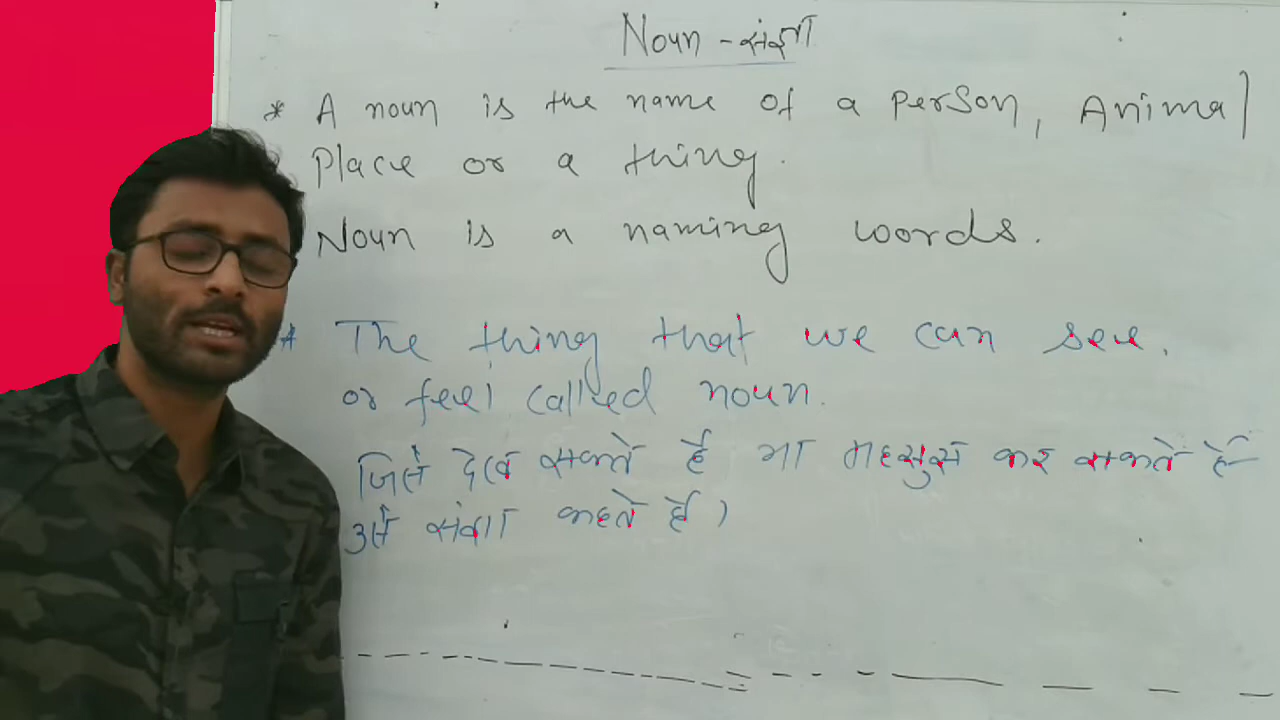 Noun - संज्ञा
* A noun is the name of a person, Animal
Place or a thing.
Noun is a naming words.
* The thing that we can see.
or feel called noun.
जिसे देख सकते हैं या महसुस कर सकते हैं
उसे संज्ञा कहते हैं।